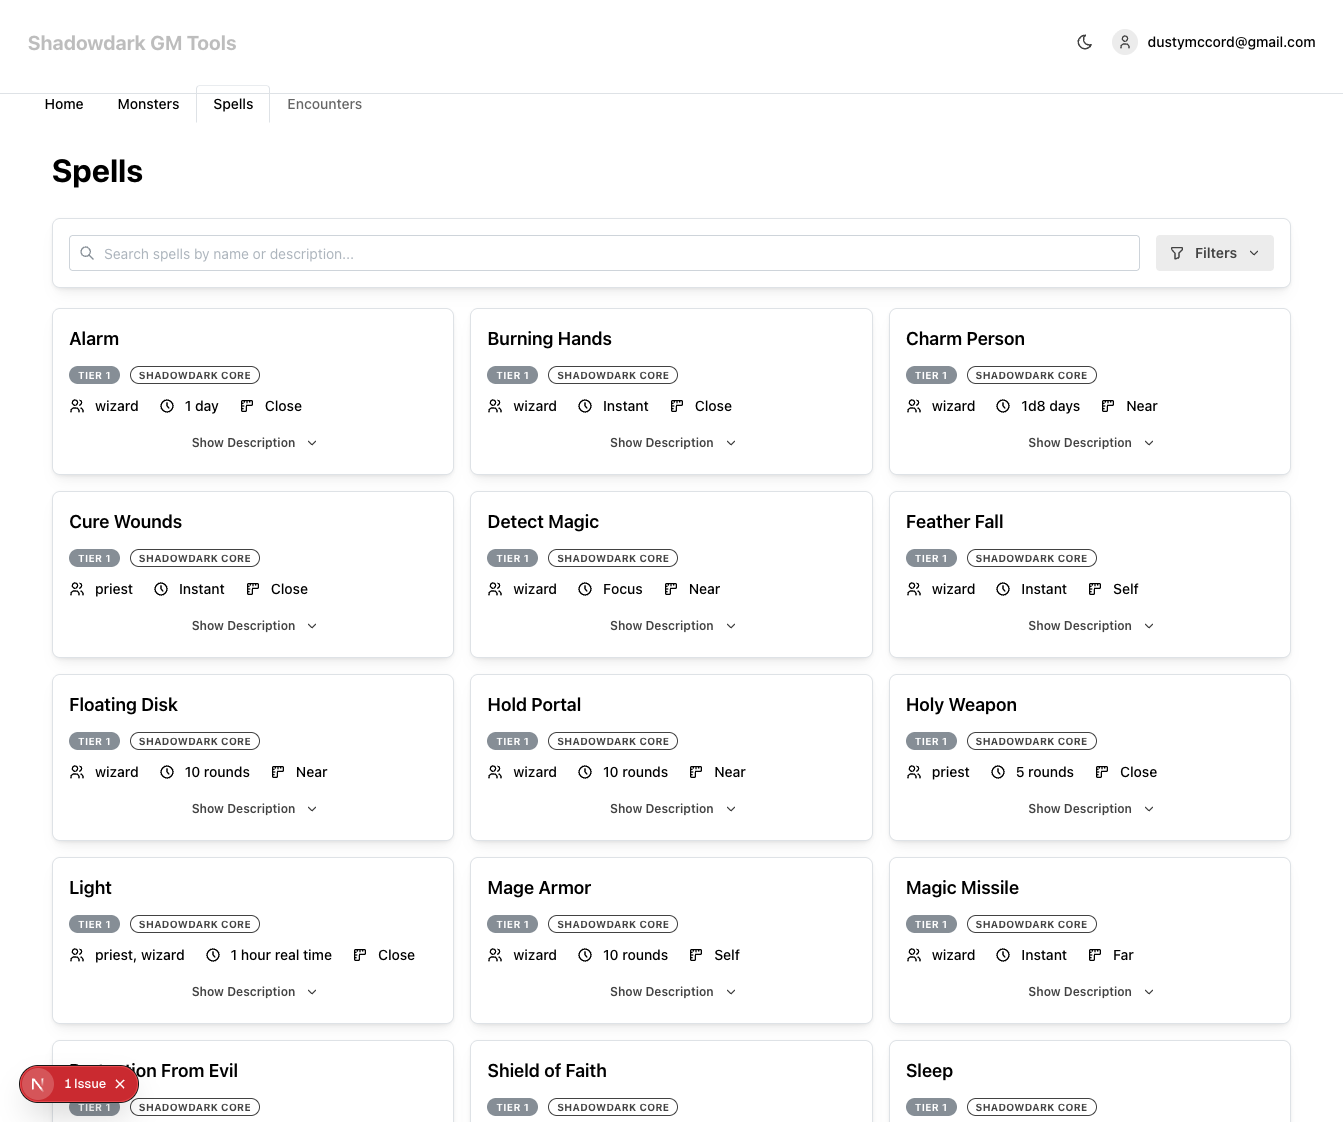 Shadowdark GM Tools
dustymccord@gmail.com
Home Monsters Spells Encounters
Spells
Search spells by name or description...
Filters
Alarm
TIER 1 SHADOWDARK CORE
wizard 1 day Close
Show Description
Burning Hands
TIER 1 SHADOWDARK CORE
wizard Instant Close
Show Description
Charm Person
TIER 1 SHADOWDARK CORE
wizard 1d8 days Near
Show Description
Cure Wounds
TIER 1 SHADOWDARK CORE
priest Instant Close
Show Description
Detect Magic
TIER 1 SHADOWDARK CORE
wizard Focus Near
Show Description
Feather Fall
TIER 1 SHADOWDARK CORE
wizard Instant Self
Show Description
Floating Disk
TIER 1 SHADOWDARK CORE
wizard 10 rounds Near
Show Description
Hold Portal
TIER 1 SHADOWDARK CORE
wizard 10 rounds Near
Show Description
Holy Weapon
TIER 1 SHADOWDARK CORE
priest 5 rounds Close
Show Description
Light
TIER 1 SHADOWDARK CORE
priest, wizard 1 hour real time Close
Show Description
Mage Armor
TIER 1 SHADOWDARK CORE
wizard 10 rounds Self
Show Description
Magic Missile
TIER 1 SHADOWDARK CORE
wizard Instant Far
Show Description
From Evil
TIER 1 SHADOWDARK CORE
Shield of Faith
TIER 1 SHADOWDARK CORE
Sleep
TIER 1 SHADOWDARK CORE
N 1 Issue